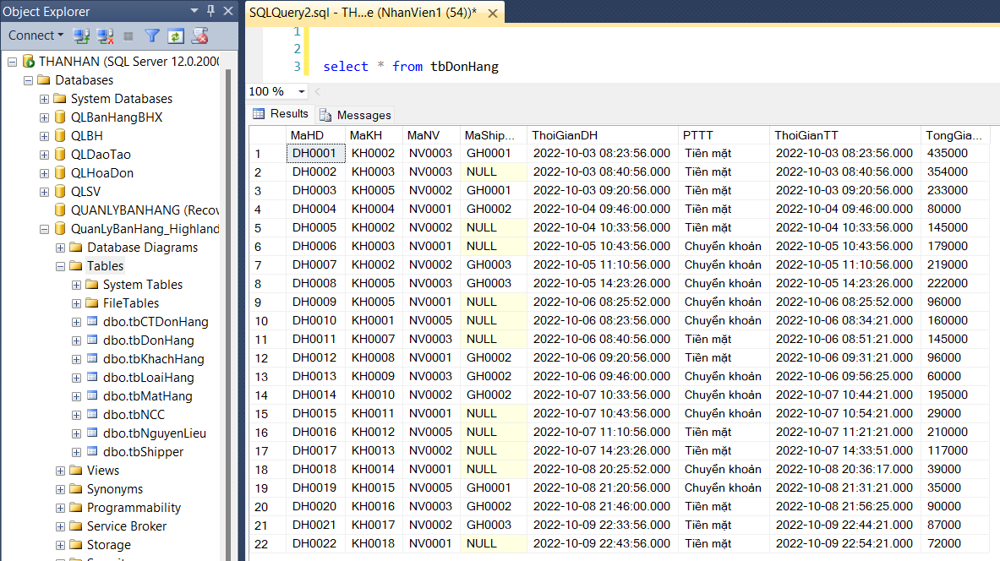 Object Explorer
Connect
THANHAN (SQL Server 12.0.2000
Databases
System Databases
QLBanHangBHX
QLBH
QLDaoTao
QLHoaDon
QLSV
QUANLYBANHANG (Recov
QuanLyBanHang_Highland
Database Diagrams
Tables
System Tables
FileTables
dbo.tbCTDonHang
dbo.tbDonHang
dbo.tbKhachHang
dbo.tbLoaiHang
dbo.tbMatHang
dbo.tbNCC
dbo.tbNguyenLieu
dbo.tbShipper
Views
Synonyms
Programmability
Service Broker
Storage
SQLQuery2.sql - TH...e (NhanVien1 (54))*
1
2
3 select * from tbDonHang
100 %
Results Messages
MaHD MaKH MaNV MaShip... ThoiGianDH PTTT ThoiGianTT TongGia...
1 DH0001 KH0002 NV0003 GH0001 2022-10-03 08:23:56.000 Tiền mặt 2022-10-03 08:23:56.000 435000
2 DH0002 KH0003 NV0003 NULL 2022-10-03 08:40:56.000 Tiền mặt 2022-10-03 08:40:56.000 354000
3 DH0003 KH0005 NV0002 GH0001 2022-10-03 09:20:56.000 Tiền mặt 2022-10-03 09:20:56.000 233000
4 DH0004 KH0004 NV0001 GH0002 2022-10-04 09:46:00.000 Tiền mặt 2022-10-04 09:46:00.000 80000
5 DH0005 KH0002 NV0002 NULL 2022-10-04 10:33:56.000 Tiền mặt 2022-10-04 10:33:56.000 145000
6 DH0006 KH0003 NV0001 NULL 2022-10-05 10:43:56.000 Chuyển khoản 2022-10-05 10:43:56.000 179000
7 DH0007 KH0002 NV0002 GH0003 2022-10-05 11:10:56.000 Chuyển khoản 2022-10-05 11:10:56.000 219000
8 DH0008 KH0005 NV0003 GH0003 2022-10-05 14:23:26.000 Chuyển khoản 2022-10-05 14:23:26.000 222000
9 DH0009 KH0005 NV0001 NULL 2022-10-06 08:25:52.000 Chuyển khoản 2022-10-06 08:25:52.000 96000
10 DH0010 KH0001 NV0005 NULL 2022-10-06 08:23:56.000 Chuyển khoản 2022-10-06 08:34:21.000 160000
11 DH0011 KH0007 NV0003 NULL 2022-10-06 08:40:56.000 Tiền mặt 2022-10-06 08:51:21.000 145000
12 DH0012 KH0008 NV0001 GH0002 2022-10-06 09:20:56.000 Tiền mặt 2022-10-06 09:31:21.000 96000
13 DH0013 KH0009 NV0003 GH0002 2022-10-06 09:46:00.000 Chuyển khoản 2022-10-06 09:56:25.000 60000
14 DH0014 KH0010 NV0002 GH0002 2022-10-07 10:33:56.000 Chuyển khoản 2022-10-07 10:44:21.000 195000
15 DH0015 KH0011 NV0001 NULL 2022-10-07 10:43:56.000 Chuyển khoản 2022-10-07 10:54:21.000 29000
16 DH0016 KH0012 NV0005 NULL 2022-10-07 11:10:56.000 Tiền mặt 2022-10-07 11:21:21.000 210000
17 DH0017 KH0013 NV0002 NULL 2022-10-07 14:23:26.000 Tiền mặt 2022-10-07 14:33:51.000 117000
18 DH0018 KH0014 NV0001 NULL 2022-10-08 20:25:52.000 Chuyển khoản 2022-10-08 20:36:17.000 39000
19 DH0019 KH0015 NV0005 GH0001 2022-10-08 21:20:56.000 Chuyển khoản 2022-10-08 21:31:21.000 35000
20 DH0020 KH0016 NV0003 GH0002 2022-10-08 21:46:00.000 Tiền mặt 2022-10-08 21:56:25.000 90000
21 DH0021 KH0017 NV0002 GH0003 2022-10-09 22:33:56.000 Tiền mặt 2022-10-09 22:44:21.000 87000
22 DH0022 KH0018 NV0001 NULL 2022-10-09 22:43:56.000 Tiền mặt 2022-10-09 22:54:21.000 72000